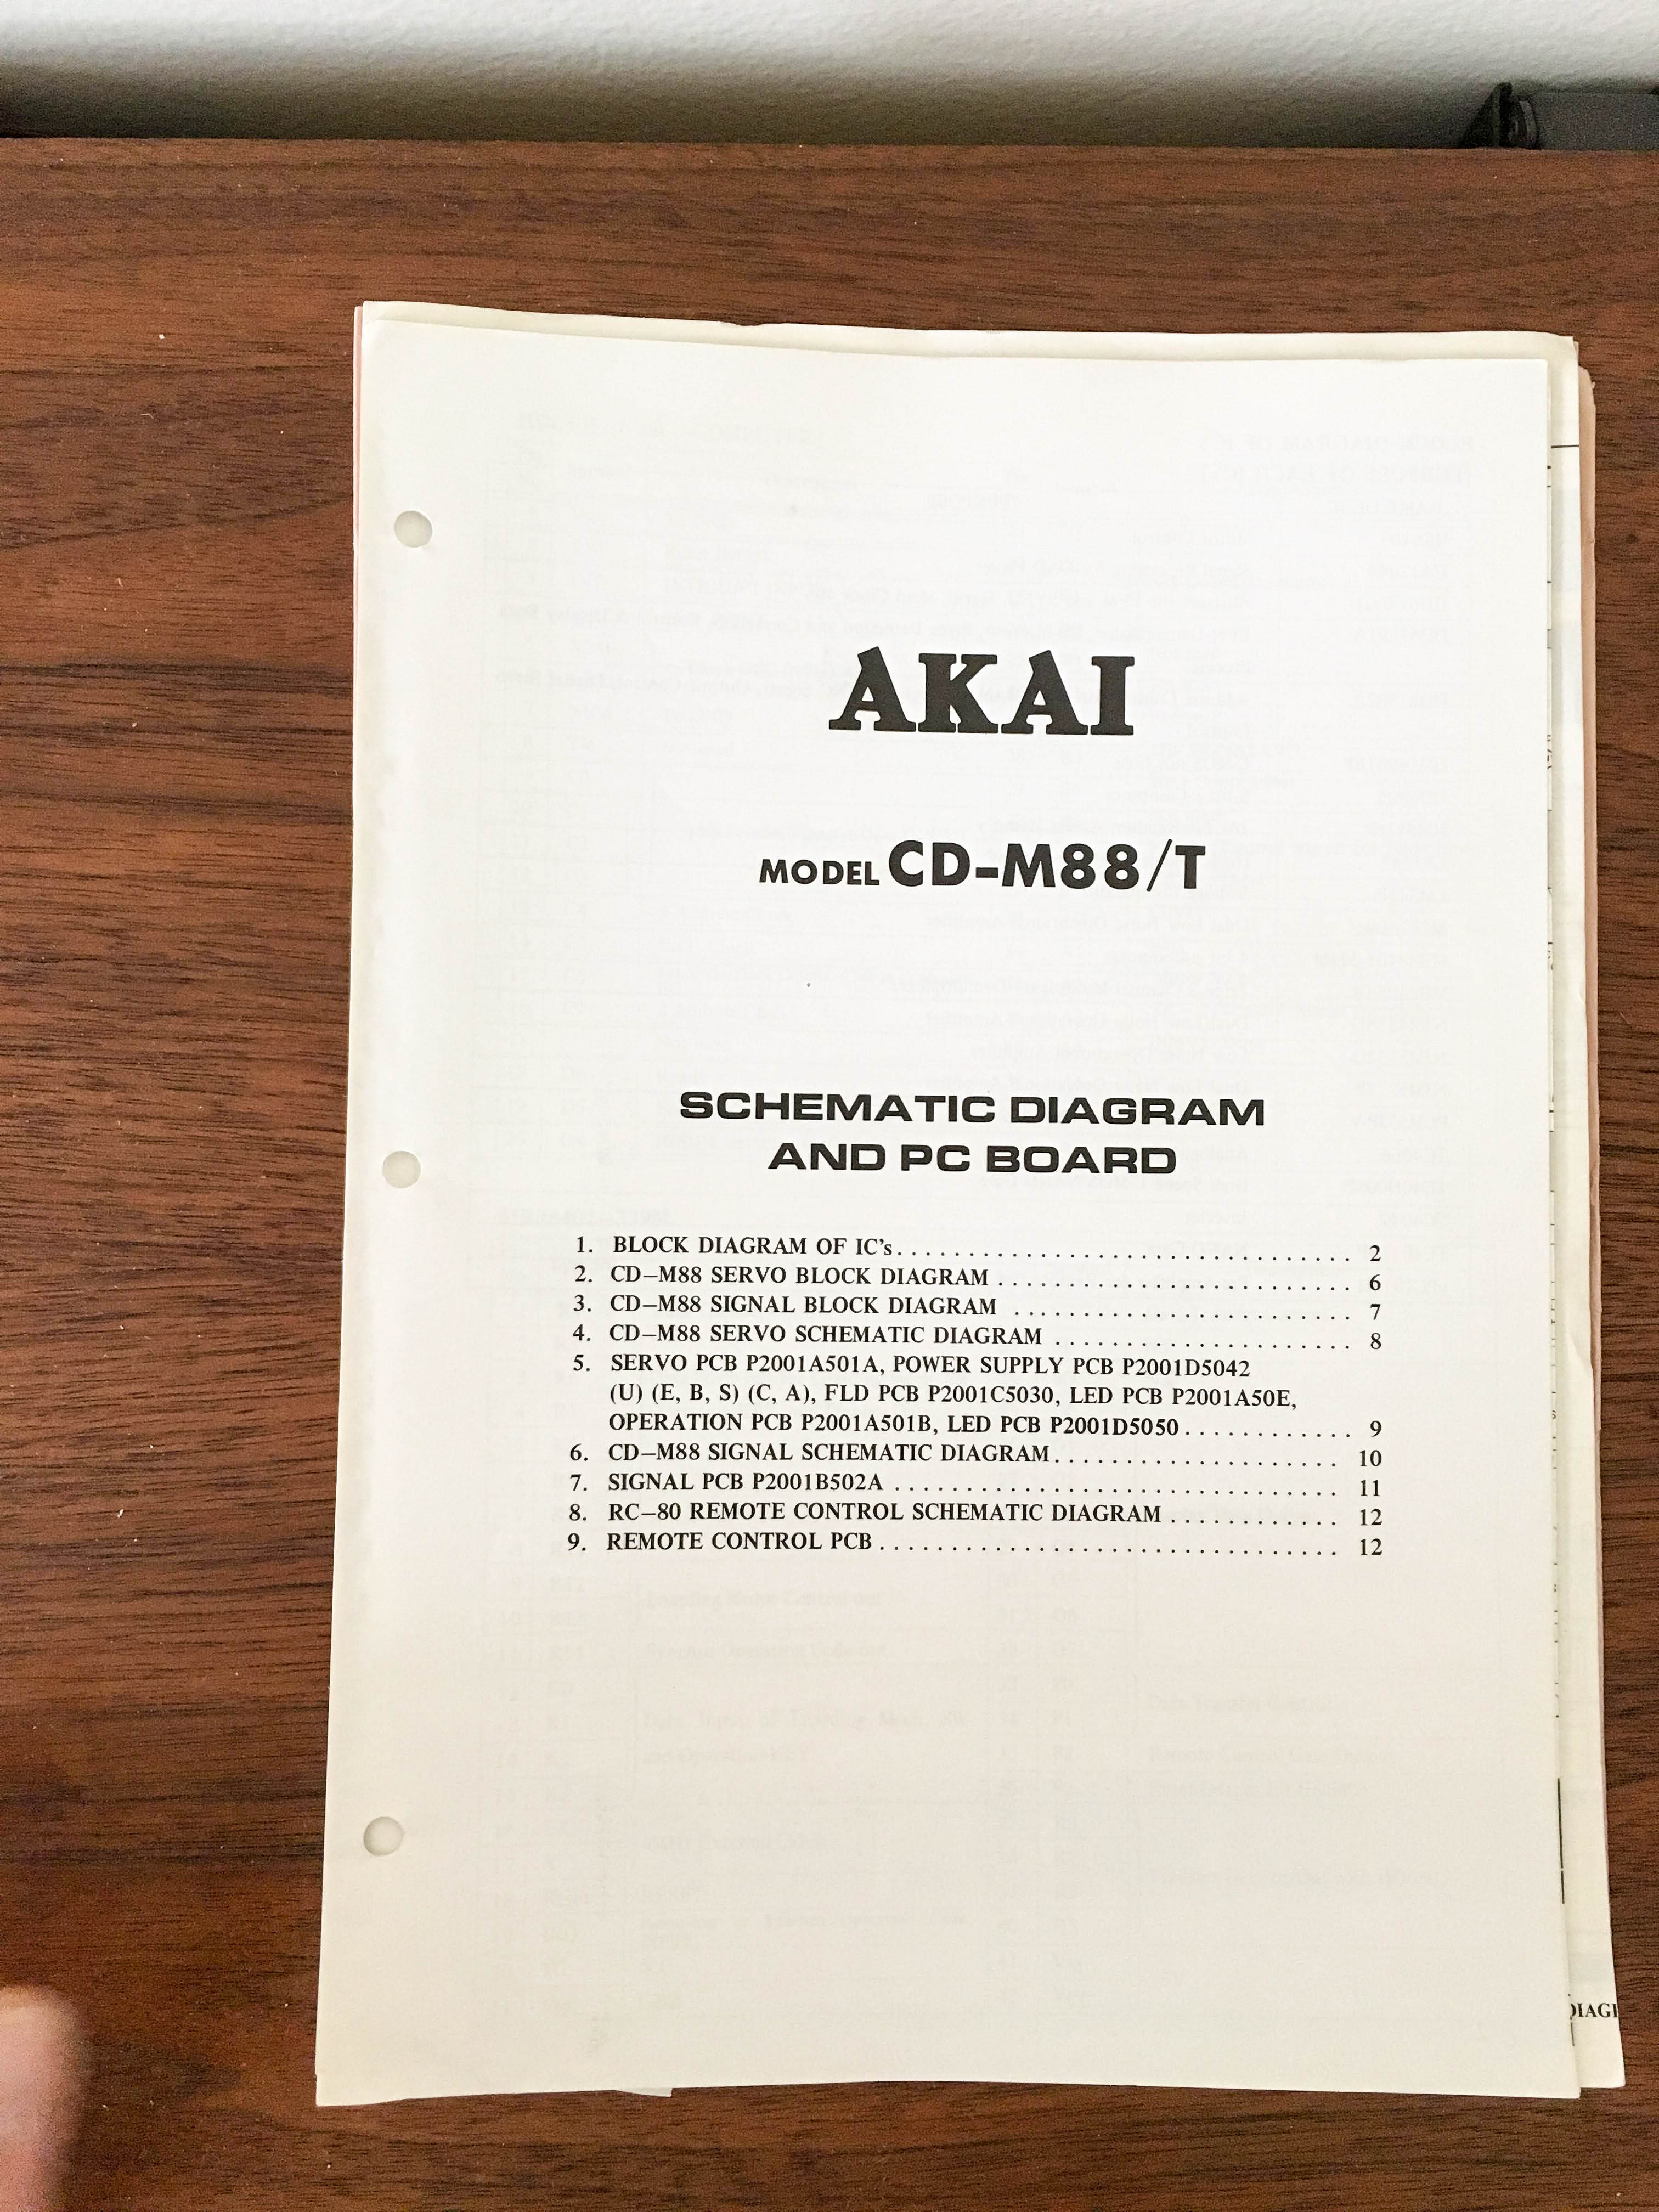 AKAI
MODEL CD-M88/T
SCHEMATIC DIAGRAM
AND PC BOARD
1. BLOCK DIAGRAM OF IC's................................ 2
2. CD–M88 SERVO BLOCK DIAGRAM ......................... 6
3. CD–M88 SIGNAL BLOCK DIAGRAM ........................ 7
4. CD–M88 SERVO SCHEMATIC DIAGRAM ..................... 8
5. SERVO PCB P2001A501A, POWER SUPPLY PCB P2001D5042
(U) (E, B, S) (C, A), FLD PCB P2001C5030, LED PCB P2001A50E,
OPERATION PCB P2001A501B, LED PCB P2001D5050............ 9
6. CD–M88 SIGNAL SCHEMATIC DIAGRAM.................... 10
7. SIGNAL PCB P2001B502A ............................... 11
8. RC–80 REMOTE CONTROL SCHEMATIC DIAGRAM ............ 12
9. REMOTE CONTROL PCB ................................ 12
DIAGR